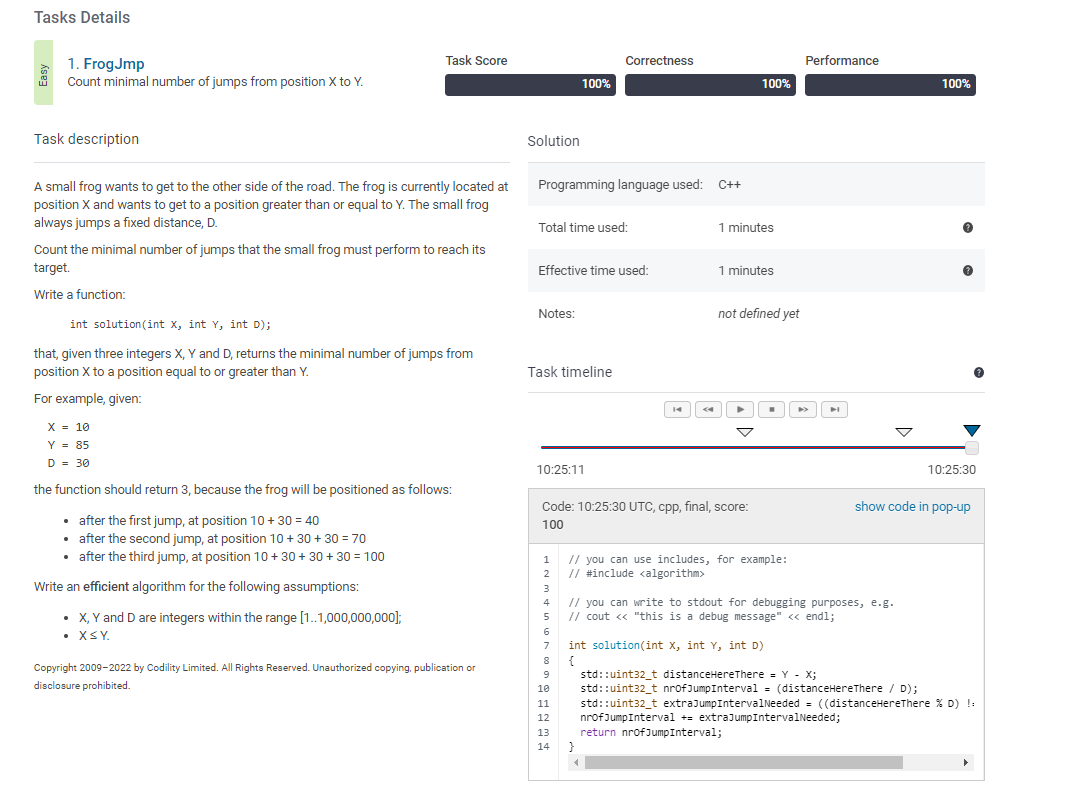 Tasks Details
Easy
1. FrogJmp
Count minimal number of jumps from position X to Y.
Task Score
100%
Correctness
100%
Performance
100%
Task description
A small frog wants to get to the other side of the road. The frog is currently located at
position X and wants to get to a position greater than or equal to Y. The small frog
always jumps a fixed distance, D.
Count the minimal number of jumps that the small frog must perform to reach its
target.
Write a function:
int solution(int X, int Y, int D);
that, given three integers X, Y and D, returns the minimal number of jumps from
position X to a position equal to or greater than Y.
For example, given:
X = 10
Y = 85
D = 30
the function should return 3, because the frog will be positioned as follows:
• after the first jump, at position 10 + 30 = 40
• after the second jump, at position 10 + 30 + 30 = 70
• after the third jump, at position 10 + 30 + 30 + 30 = 100
Write an efficient algorithm for the following assumptions:
• X, Y and D are integers within the range [1..1,000,000,000];
• X ≤ Y.
Copyright 2009–2022 by Codility Limited. All Rights Reserved. Unauthorized copying, publication or
disclosure prohibited.
Solution
Programming language used: C++
Total time used: 1 minutes ?
Effective time used: 1 minutes ?
Notes: not defined yet
Task timeline ?
10:25:11 10:25:30
Code: 10:25:30 UTC, cpp, final, score: show code in pop-up
100
1 // you can use includes, for example:
2 // #include <algorithm>
3
4 // you can write to stdout for debugging purposes, e.g.
5 // cout << "this is a debug message" << endl;
6
7 int solution(int X, int Y, int D)
8 {
9 std::uint32_t distanceHereThere = Y - X;
10 std::uint32_t nrOfJumpInterval = (distanceHereThere / D);
11 std::uint32_t extraJumpIntervalNeeded = ((distanceHereThere % D) !=
12 nrOfJumpInterval += extraJumpIntervalNeeded;
13 return nrOfJumpInterval;
14 }